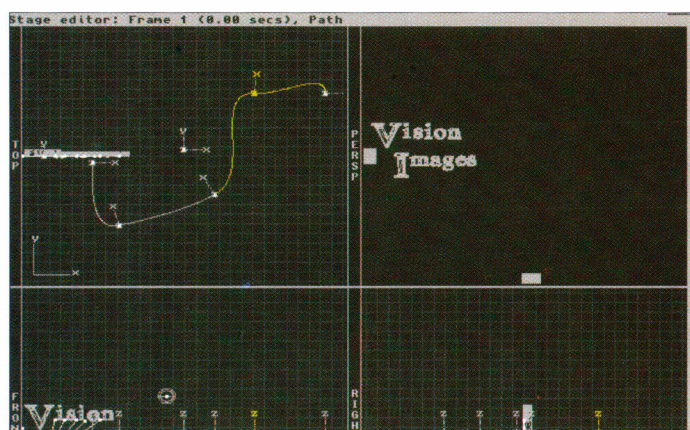 Stage editor: Frame 1 (0.00 secs), Path
TOP
PERSP
Vision
Images
y
x
x
y
x
y
x
x
x
y
x
FRON
Vision
z
z
z
z
z
RIGH
z
z
z
z
z